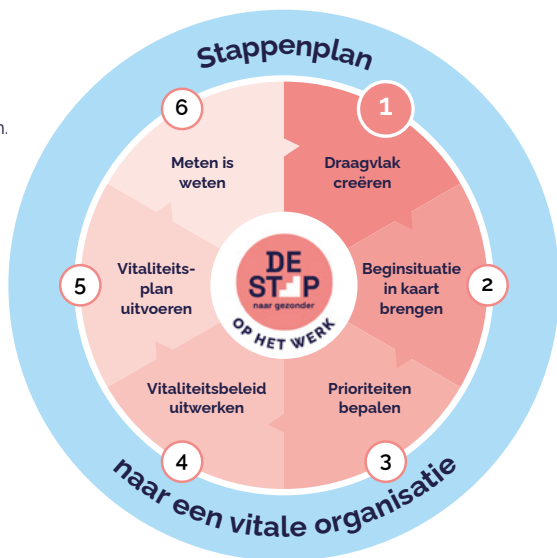 Stappenplan
n.
1
Draagvlak
creëren
2
Beginsituatie
in kaart
brengen
3
Prioriteiten
bepalen
4
Vitaliteitsbeleid
uitwerken
5
Vitaliteits-
plan
uitvoeren
6
Meten is
weten
DE
STAP
naar gezonder
OP HET WERK
naar een vitale organisatie